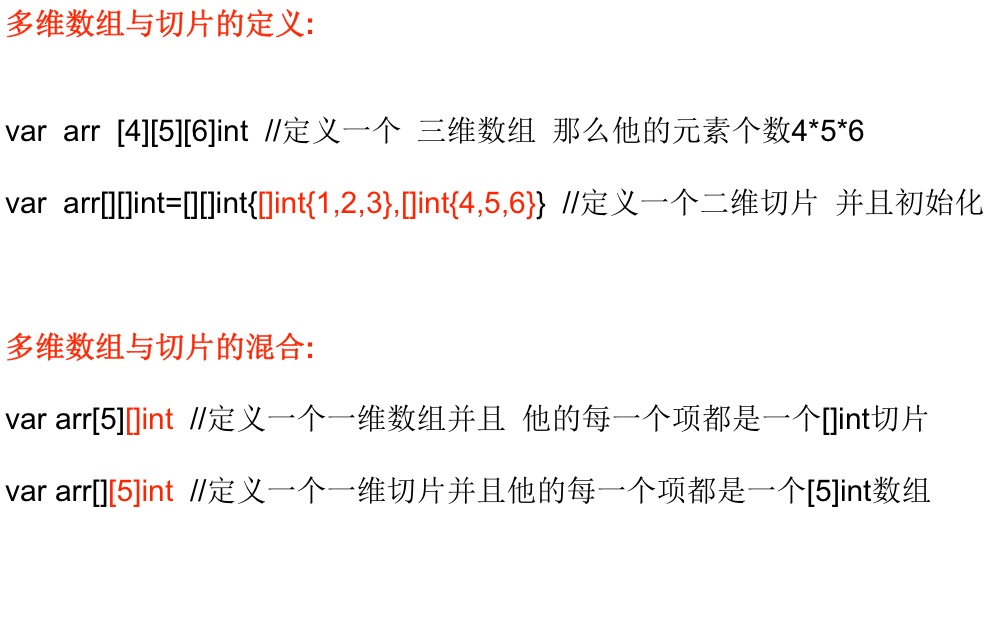 多维数组与切片的定义:
var  arr  [4][5][6]int  //定义一个  三维数组  那么他的元素个数4*5*6
var  arr[][]int=[][]int{[]int{1,2,3},[]int{4,5,6}}  //定义一个二维切片  并且初始化
多维数组与切片的混合:
var arr[5][]int  //定义一个一维数组并且  他的每一个项都是一个[]int切片
var arr[][5]int  //定义一个一维切片并且他的每一个项都是一个[5]int数组